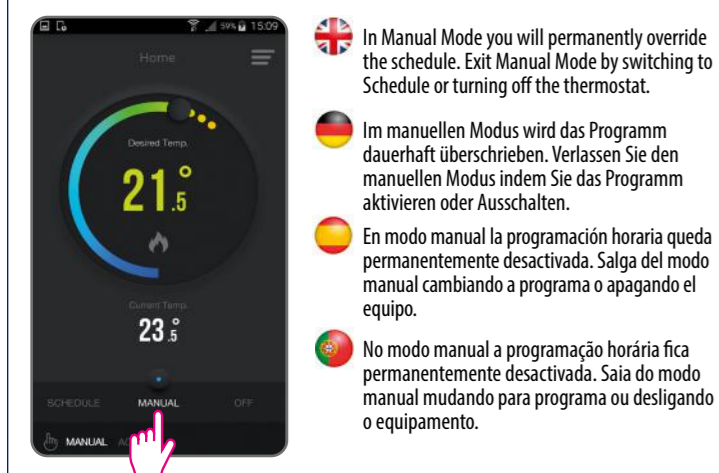 59% 15:09
Home
Desired Temp.
21.5°
Current Temp.
23.5°
SCHEDULE MANUAL OFF
MANUAL
In Manual Mode you will permanently override
the schedule. Exit Manual Mode by switching to
Schedule or turning off the thermostat.
Im manuellen Modus wird das Programm
dauerhaft überschrieben. Verlassen Sie den
manuellen Modus indem Sie das Programm
aktivieren oder Ausschalten.
En modo manual la programación horaria queda
permanentemente desactivada. Salga del modo
manual cambiando a programa o apagando el
equipo.
No modo manual a programação horária fica
permanentemente desactivada. Saia do modo
manual mudando para programa ou desligando
o equipamento.